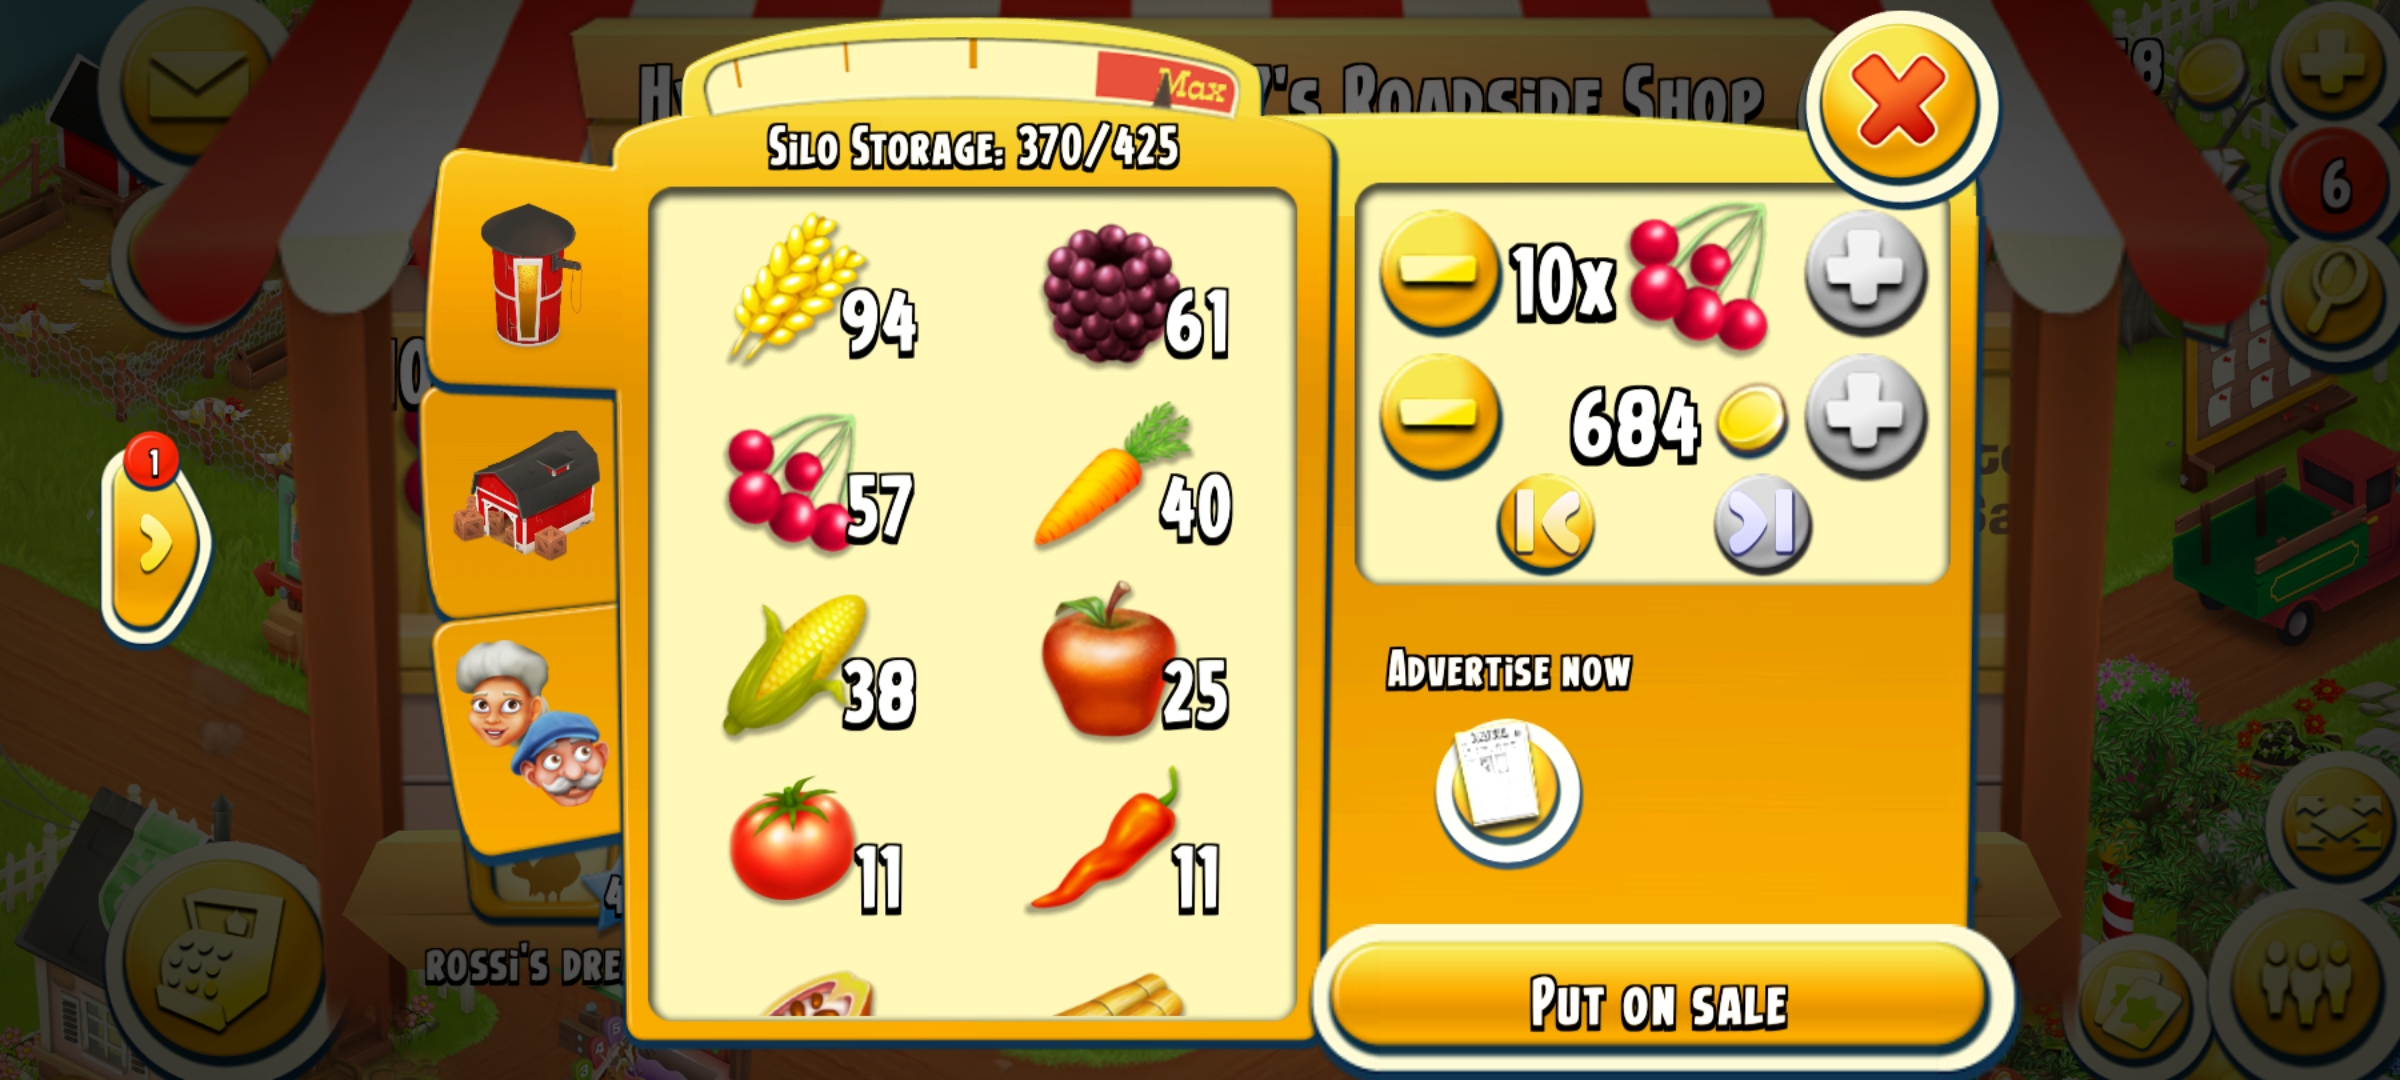 Max
'S ROADSIDE SHOP
SILO STORAGE: 370/425
94
61
57
40
38
25
11
11
10x
684
ADVERTISE NOW
PUT ON SALE
1
6
8
ROSSI'S DRE